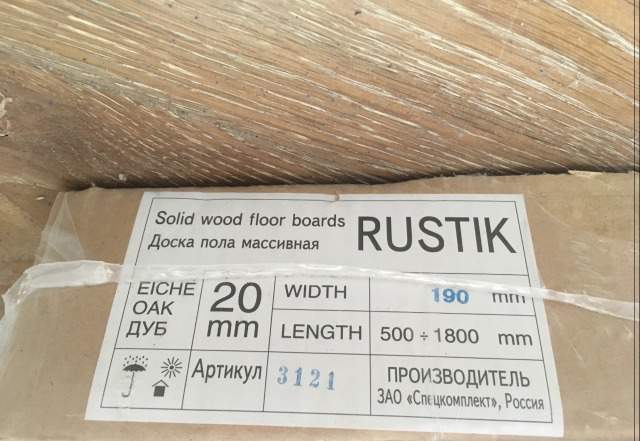 Solid wood floor boards RUSTIK
Доска пола массивная
EICHE
OAK
ДУБ
20
mm
WIDTH 190 mm
LENGTH 500 ÷ 1800 mm
Артикул 3121
ПРОИЗВОДИТЕЛЬ
ЗАО «Спецкомплект», Россия